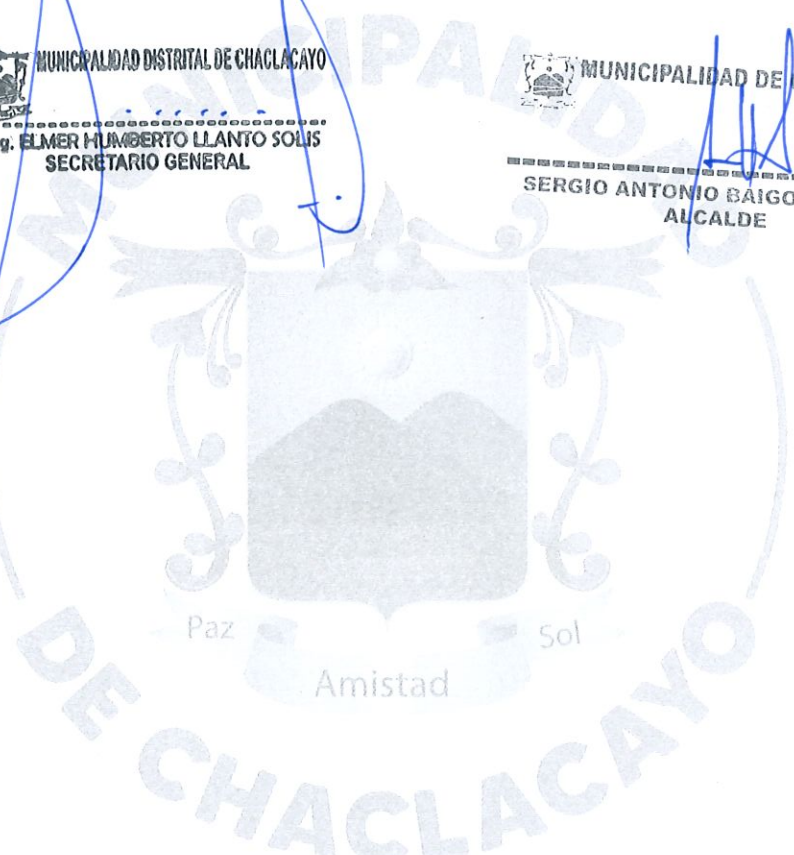 MUNICIPALIDAD DISTRITAL DE CHACLACAYO
g. ELMER HUMBERTO LLANTO SOLIS
SECRETARIO GENERAL
MUNICIPALIDAD DE
SERGIO ANTONIO BAIGO
ALCALDE
MUNICIPALIDAD
Paz
Amistad
Sol
DE CHACLACAYO